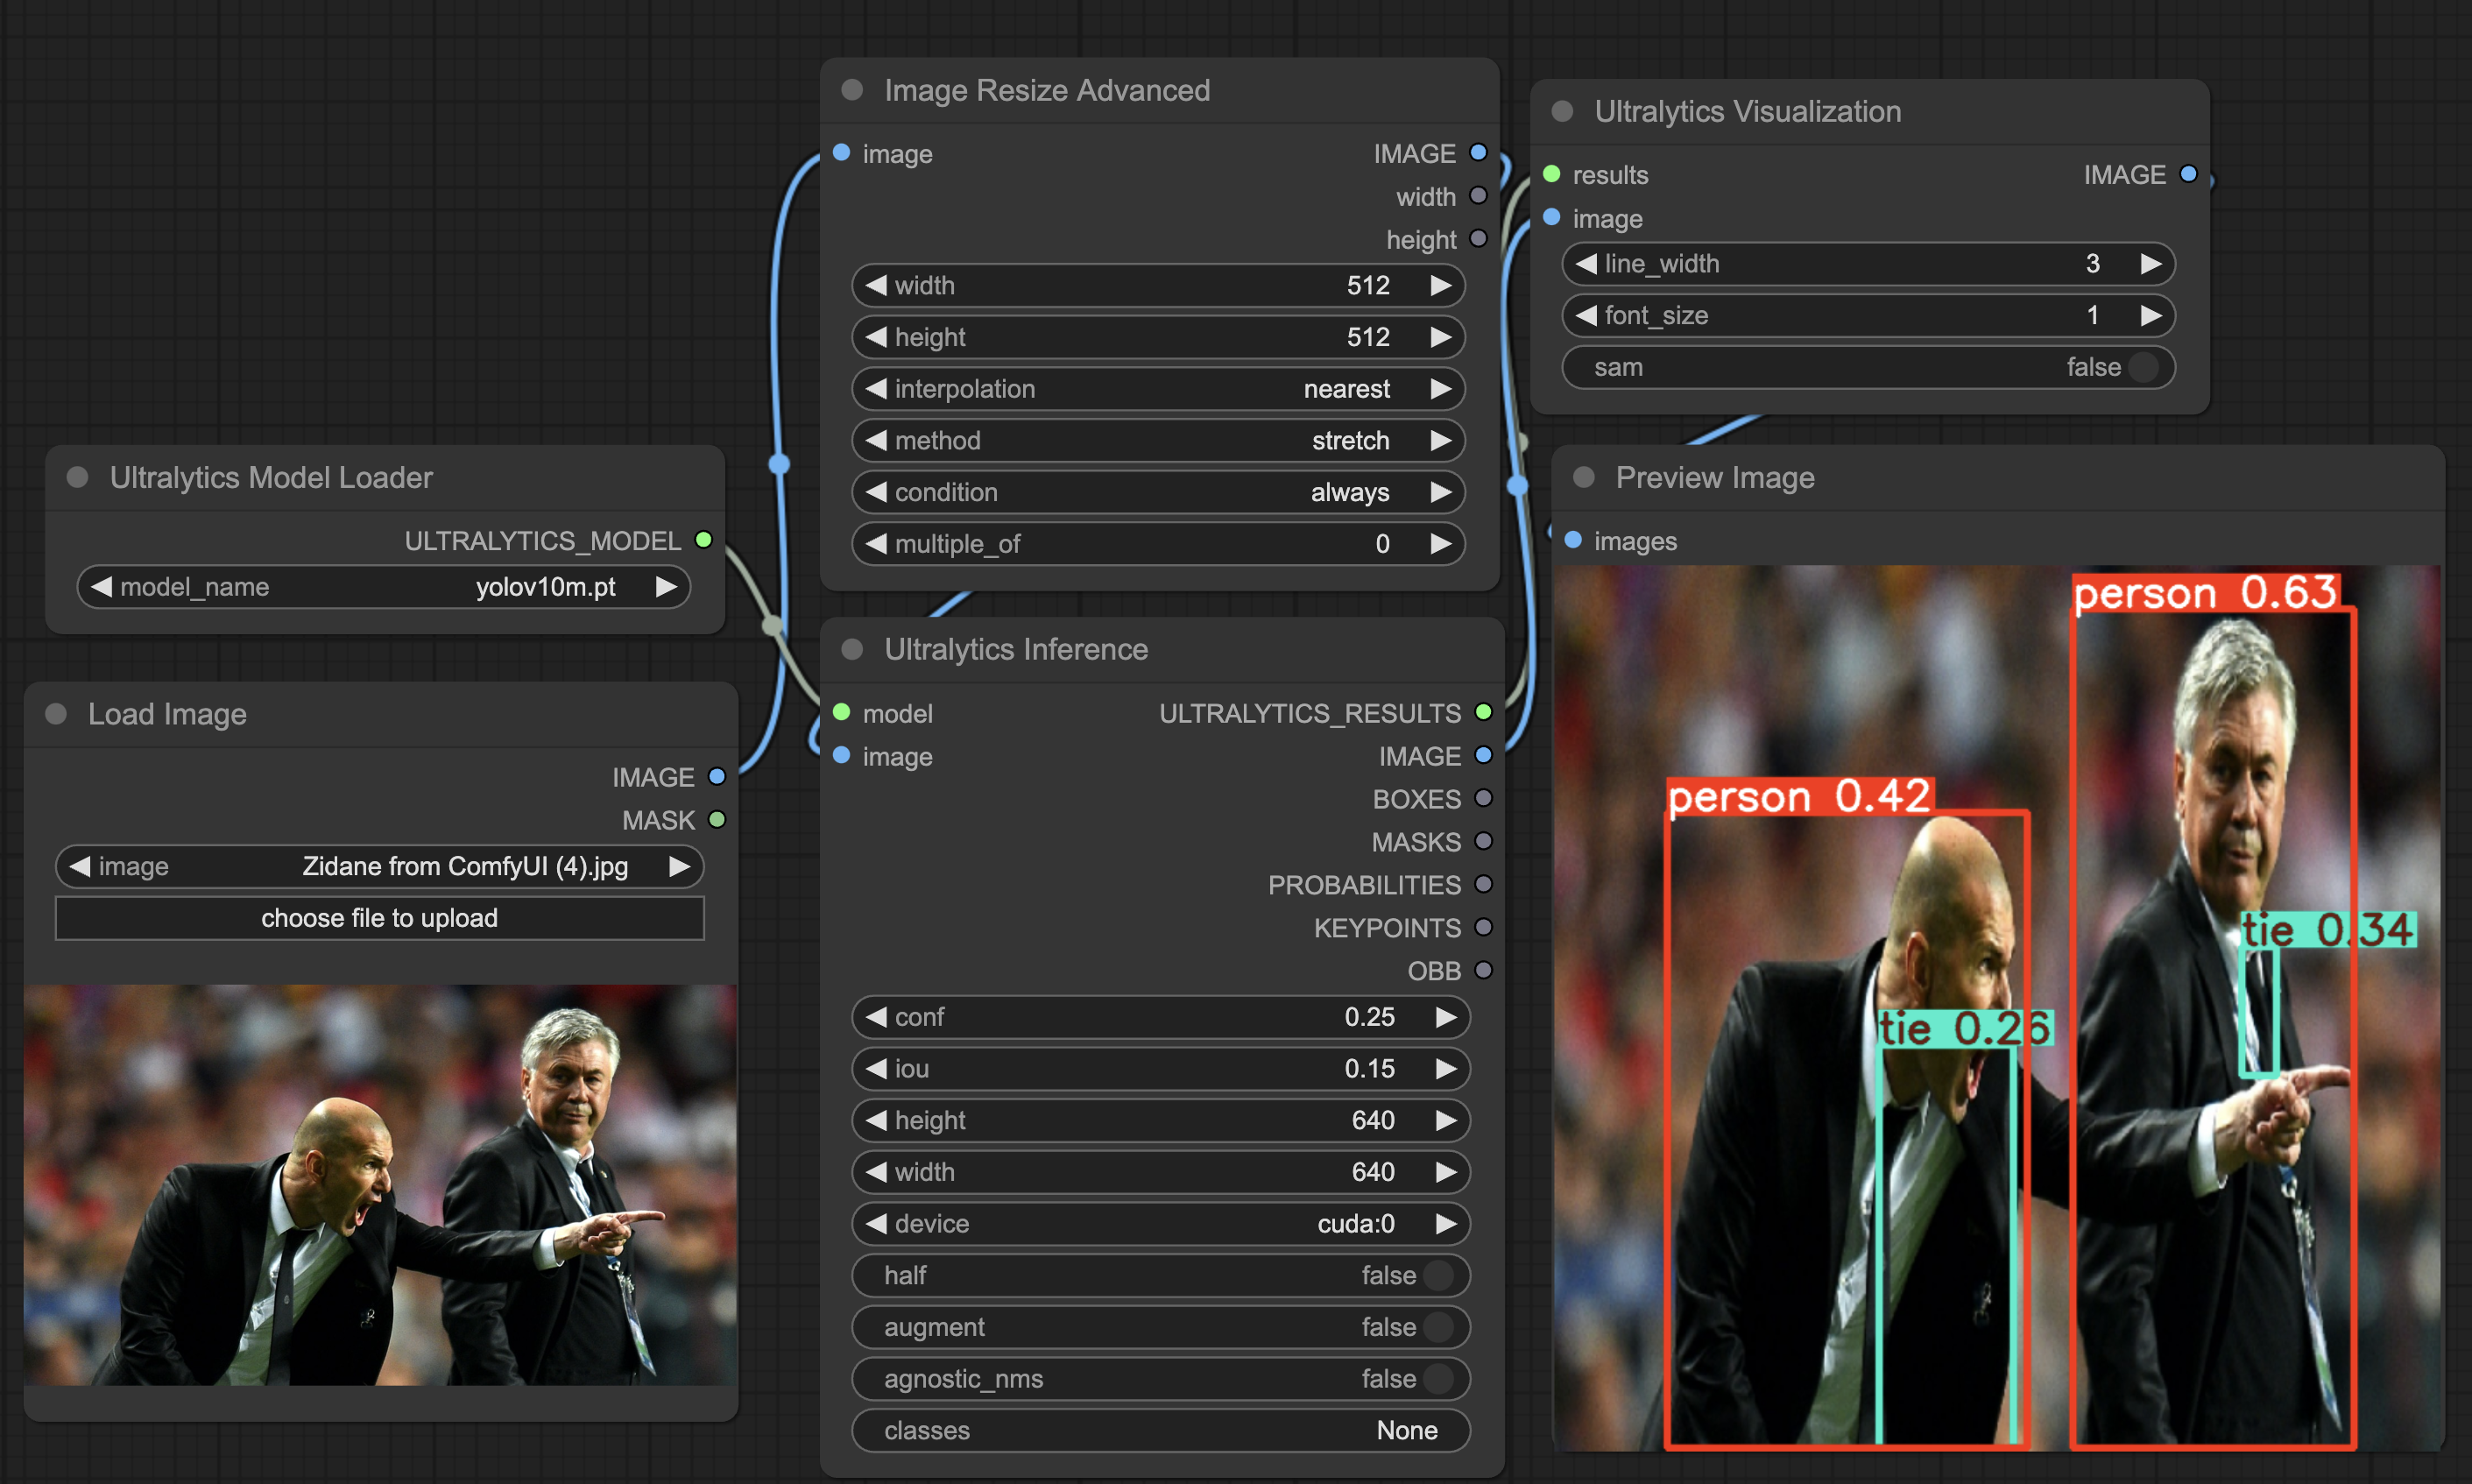 Image Resize Advanced
image
IMAGE
width
height
width 512
height 512
interpolation nearest
method stretch
condition always
multiple_of 0
Ultralytics Visualization
results
IMAGE
image
line_width 3
font_size 1
sam false
Ultralytics Model Loader
ULTRALYTICS_MODEL
model_name yolov10m.pt
Load Image
IMAGE
MASK
image Zidane from ComfyUI (4).jpg
choose file to upload
Ultralytics Inference
model
ULTRALYTICS_RESULTS
image
IMAGE
BOXES
MASKS
PROBABILITIES
KEYPOINTS
OBB
conf 0.25
iou 0.15
height 640
width 640
device cuda:0
half false
augment false
agnostic_nms false
classes None
Preview Image
images
person 0.63
person 0.42
tie 0.34
tie 0.26